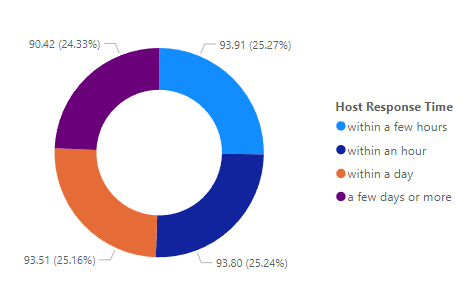 90.42 (24.33%)
93.91 (25.27%)
Host Response Time
within a few hours
within an hour
within a day
a few days or more
93.51 (25.16%)
93.80 (25.24%)